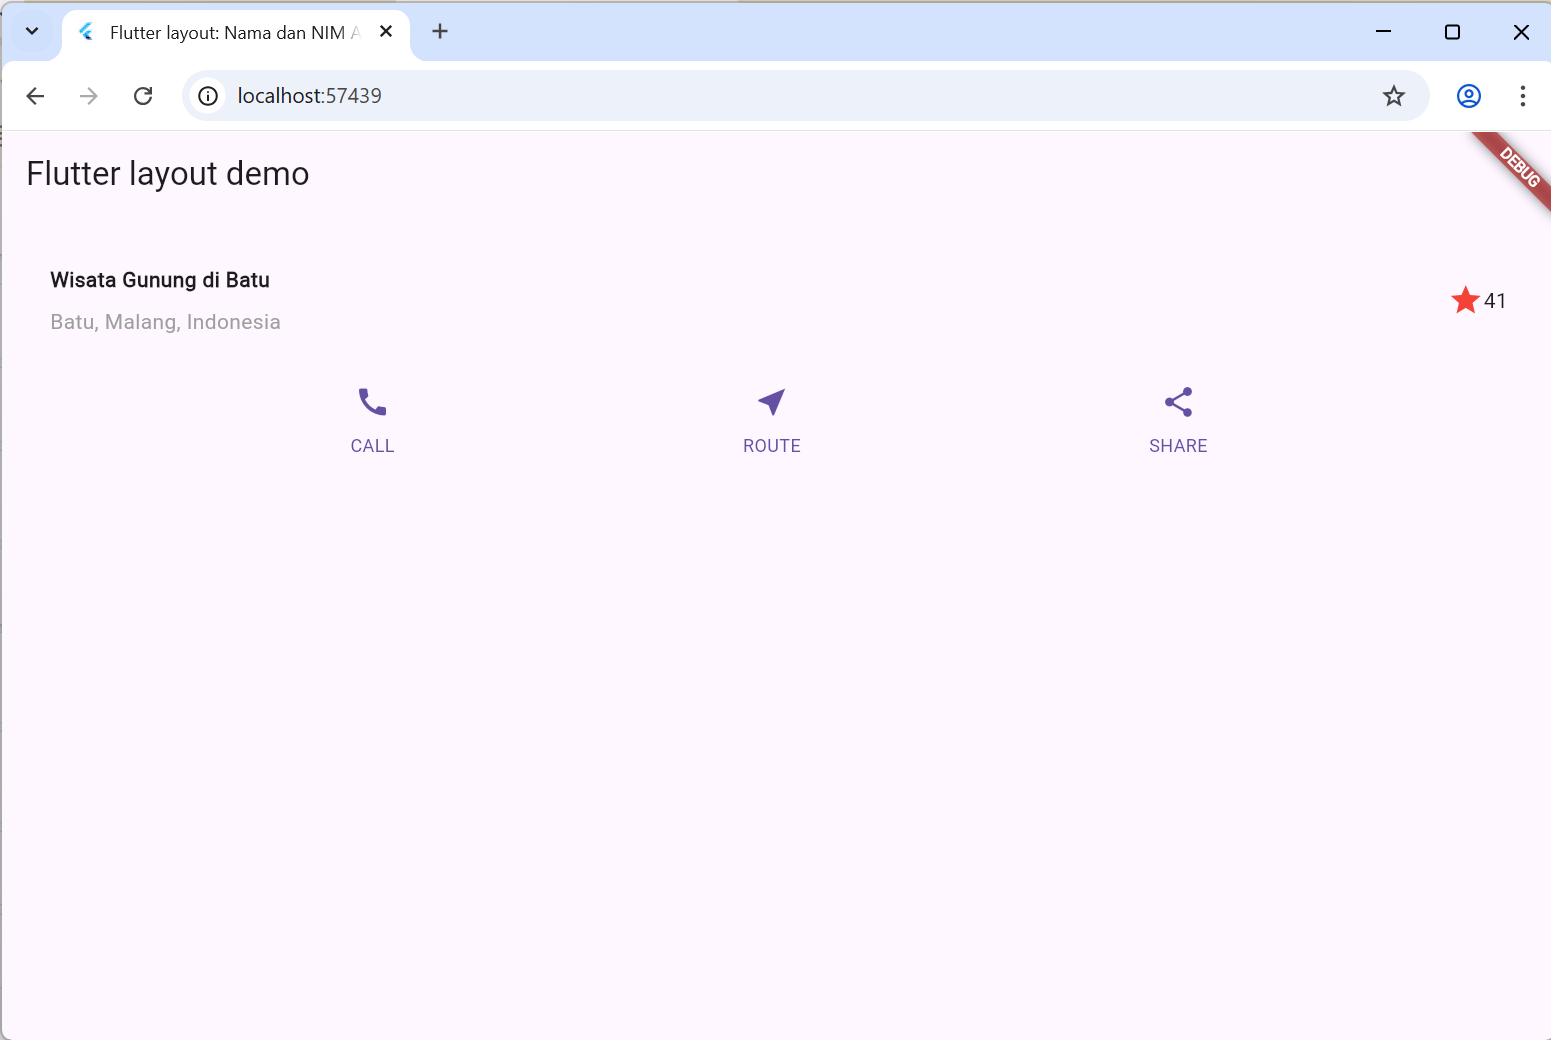 Flutter layout: Nama dan NIM A
localhost:57439
DEBUG
Flutter layout demo
Wisata Gunung di Batu
Batu, Malang, Indonesia
41
CALL
ROUTE
SHARE